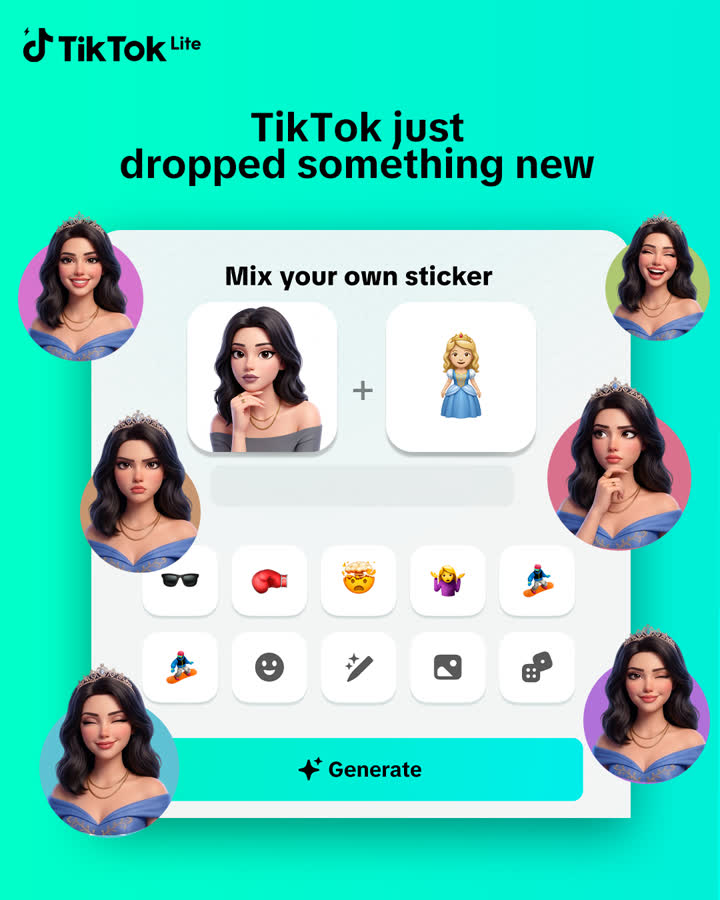 TikTok Lite
TikTok just
dropped something new
Mix your own sticker
+
Generate